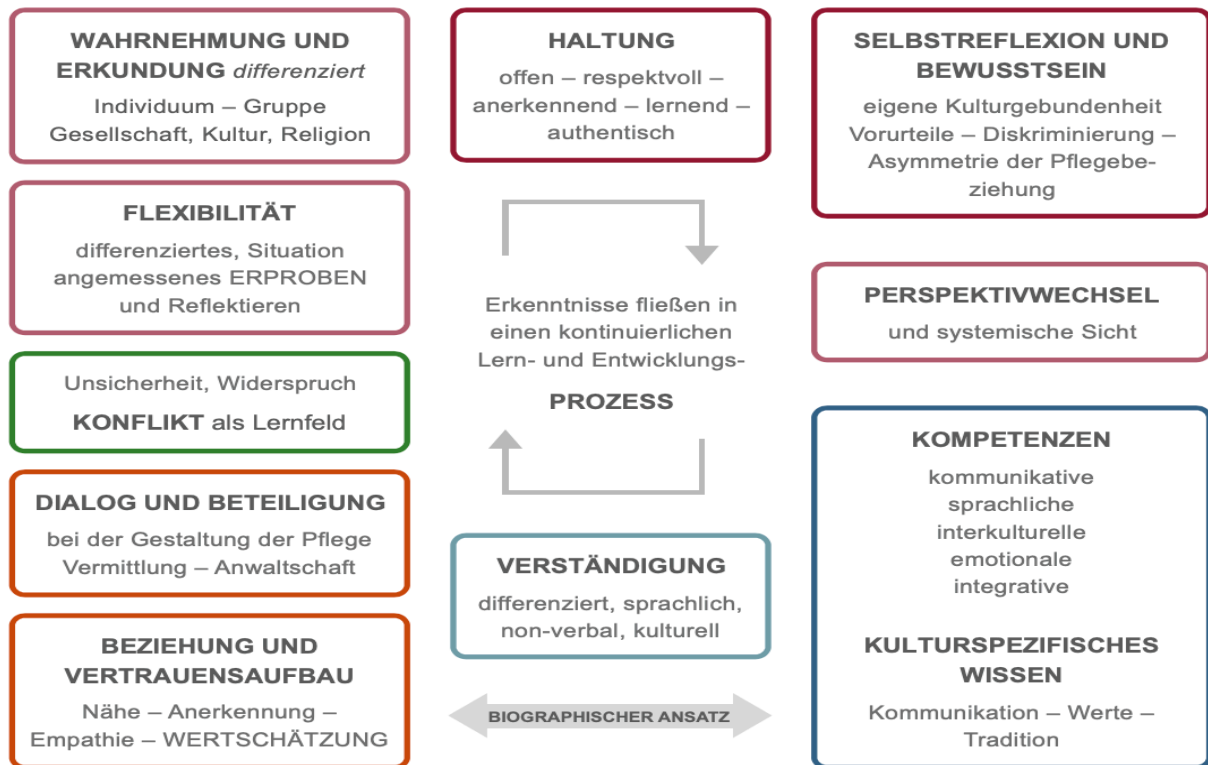 WAHRNEHMUNG UND
ERKUNDUNG differenziert
Individuum – Gruppe
Gesellschaft, Kultur, Religion
FLEXIBILITÄT
differenziertes, Situation
angemessenes ERPROBEN
und Reflektieren
Unsicherheit, Widerspruch
KONFLIKT als Lernfeld
DIALOG UND BETEILIGUNG
bei der Gestaltung der Pflege
Vermittlung – Anwaltschaft
BEZIEHUNG UND
VERTRAUENSAUFBAU
Nähe – Anerkennung –
Empathie – WERTSCHÄTZUNG
HALTUNG
offen – respektvoll –
anerkennend – lernend –
authentisch
Erkenntnisse fließen in
einen kontinuierlichen
Lern- und Entwicklungs-
PROZESS
VERSTÄNDIGUNG
differenziert, sprachlich,
non-verbal, kulturell
BIOGRAPHISCHER ANSATZ
SELBSTREFLEXION UND
BEWUSSTSEIN
eigene Kulturgebundenheit
Vorurteile – Diskriminierung –
Asymmetrie der Pflegebe-
ziehung
PERSPEKTIVWECHSEL
und systemische Sicht
KOMPETENZEN
kommunikative
sprachliche
interkulturelle
emotionale
integrative
KULTURSPEZIFISCHES
WISSEN
Kommunikation – Werte –
Tradition